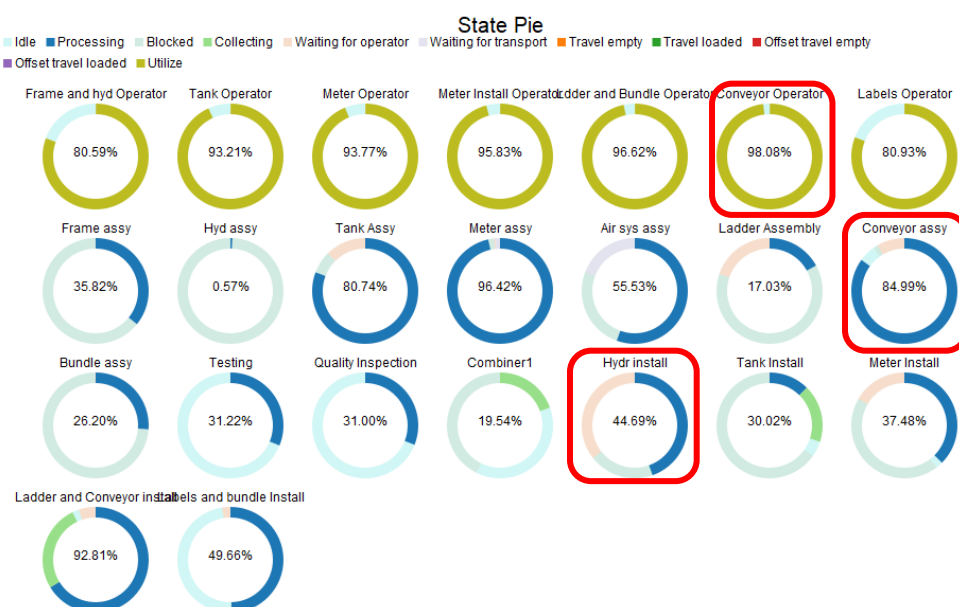 State Pie
Idle Processing Blocked Collecting Waiting for operator Waiting for transport Travel empty Travel loaded Offset travel empty
Offset travel loaded Utilize
Frame and hyd Operator Tank Operator Meter Operator Meter Install Operator dder and Bundle Operator Conveyor Operator Labels Operator
80.59% 93.21% 93.77% 95.83% 96.62% 98.08% 80.93%
Frame assy Hyd assy Tank Assy Meter assy Air sys assy Ladder Assembly Conveyor assy
35.82% 0.57% 80.74% 96.42% 55.53% 17.03% 84.99%
Bundle assy Testing Quality Inspection Combiner1 Hydr install Tank Install Meter Install
26.20% 31.22% 31.00% 19.54% 44.69% 30.02% 37.48%
Ladder and Conveyor install Labels and bundle Install
92.81% 49.66%